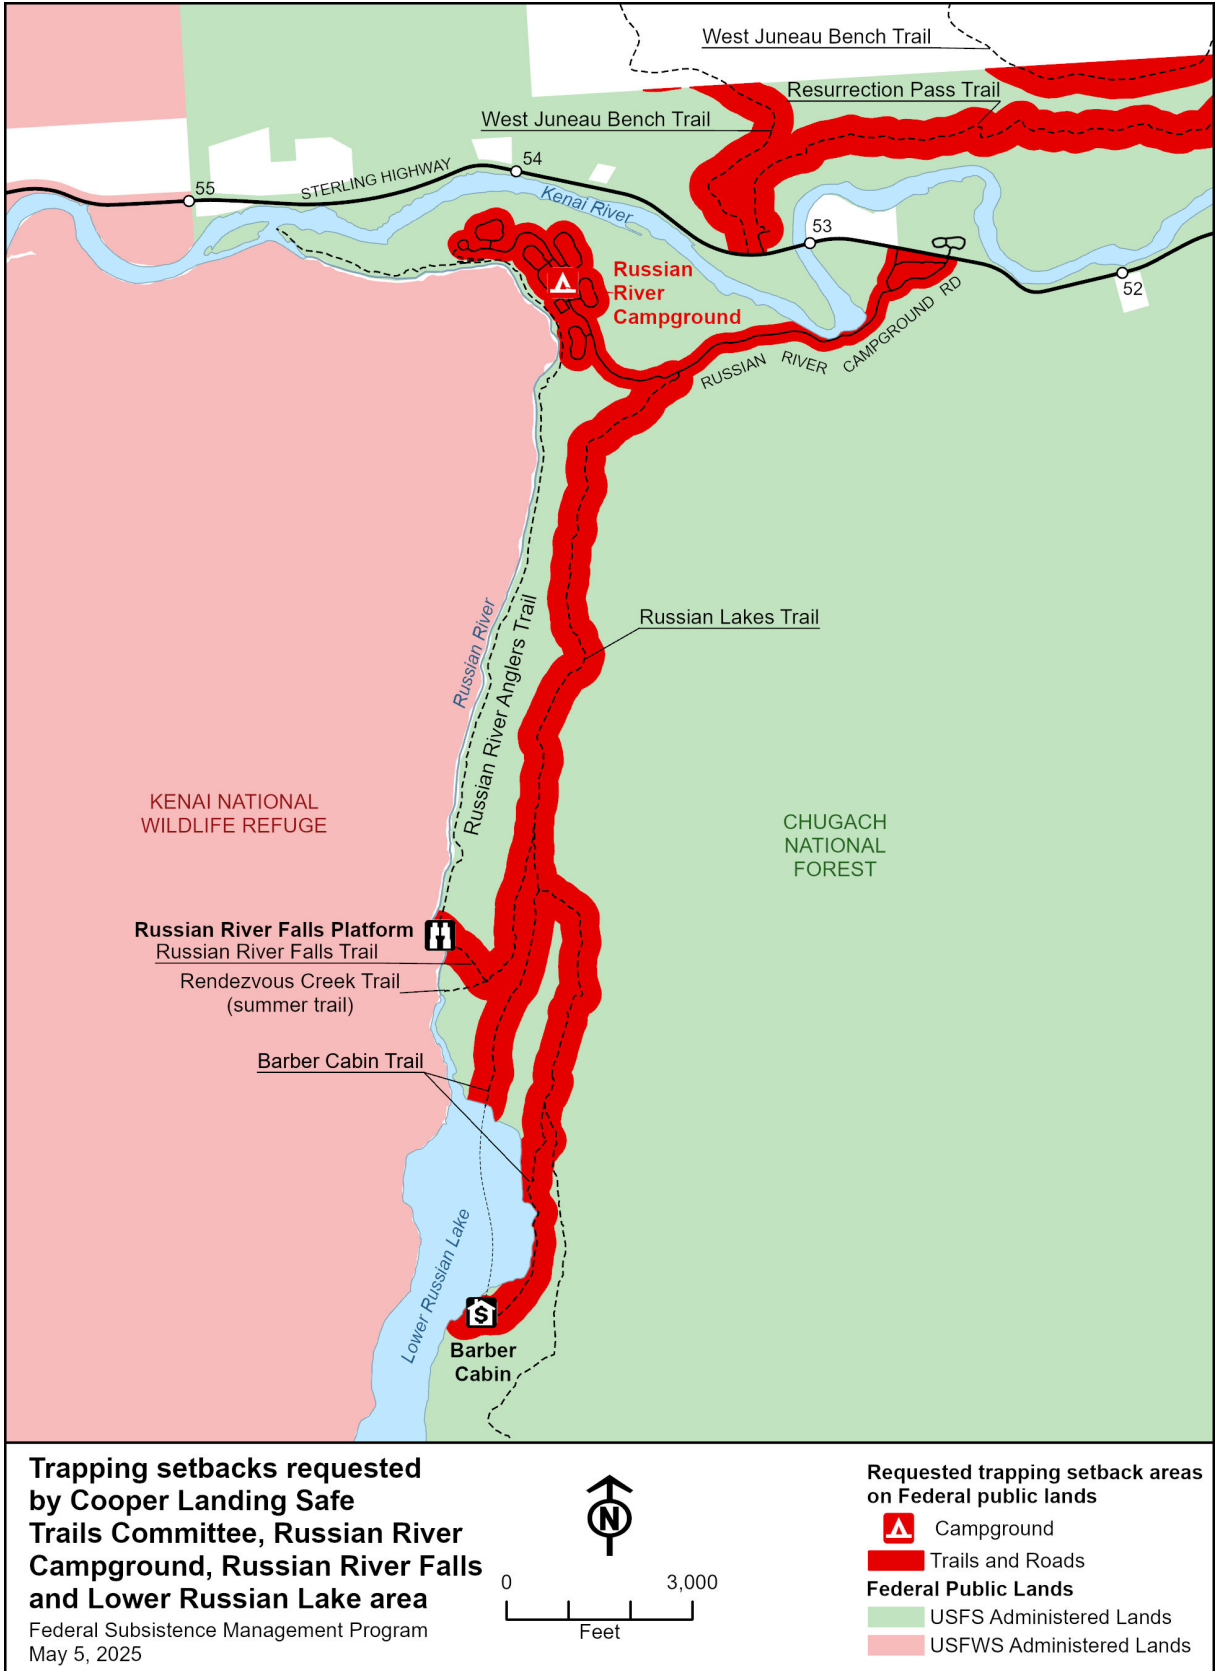 West Juneau Bench Trail
Resurrection Pass Trail
West Juneau Bench Trail
54
STERLING HIGHWAY
55
Kenai River
53
52
Russian
River
Campground
RUSSIAN RIVER CAMPGROUND RD
Russian River
Russian River Anglers Trail
Russian Lakes Trail
KENAI NATIONAL
WILDLIFE REFUGE
CHUGACH
NATIONAL
FOREST
Russian River Falls Platform
Russian River Falls Trail
Rendezvous Creek Trail
(summer trail)
Barber Cabin Trail
Lower Russian Lake
$
Barber
Cabin
Trapping setbacks requested
by Cooper Landing Safe
Trails Committee, Russian River
Campground, Russian River Falls
and Lower Russian Lake area
Federal Subsistence Management Program
May 5, 2025
N
0 3,000
Feet
Requested trapping setback areas
on Federal public lands
Campground
Trails and Roads
Federal Public Lands
USFS Administered Lands
USFWS Administered Lands